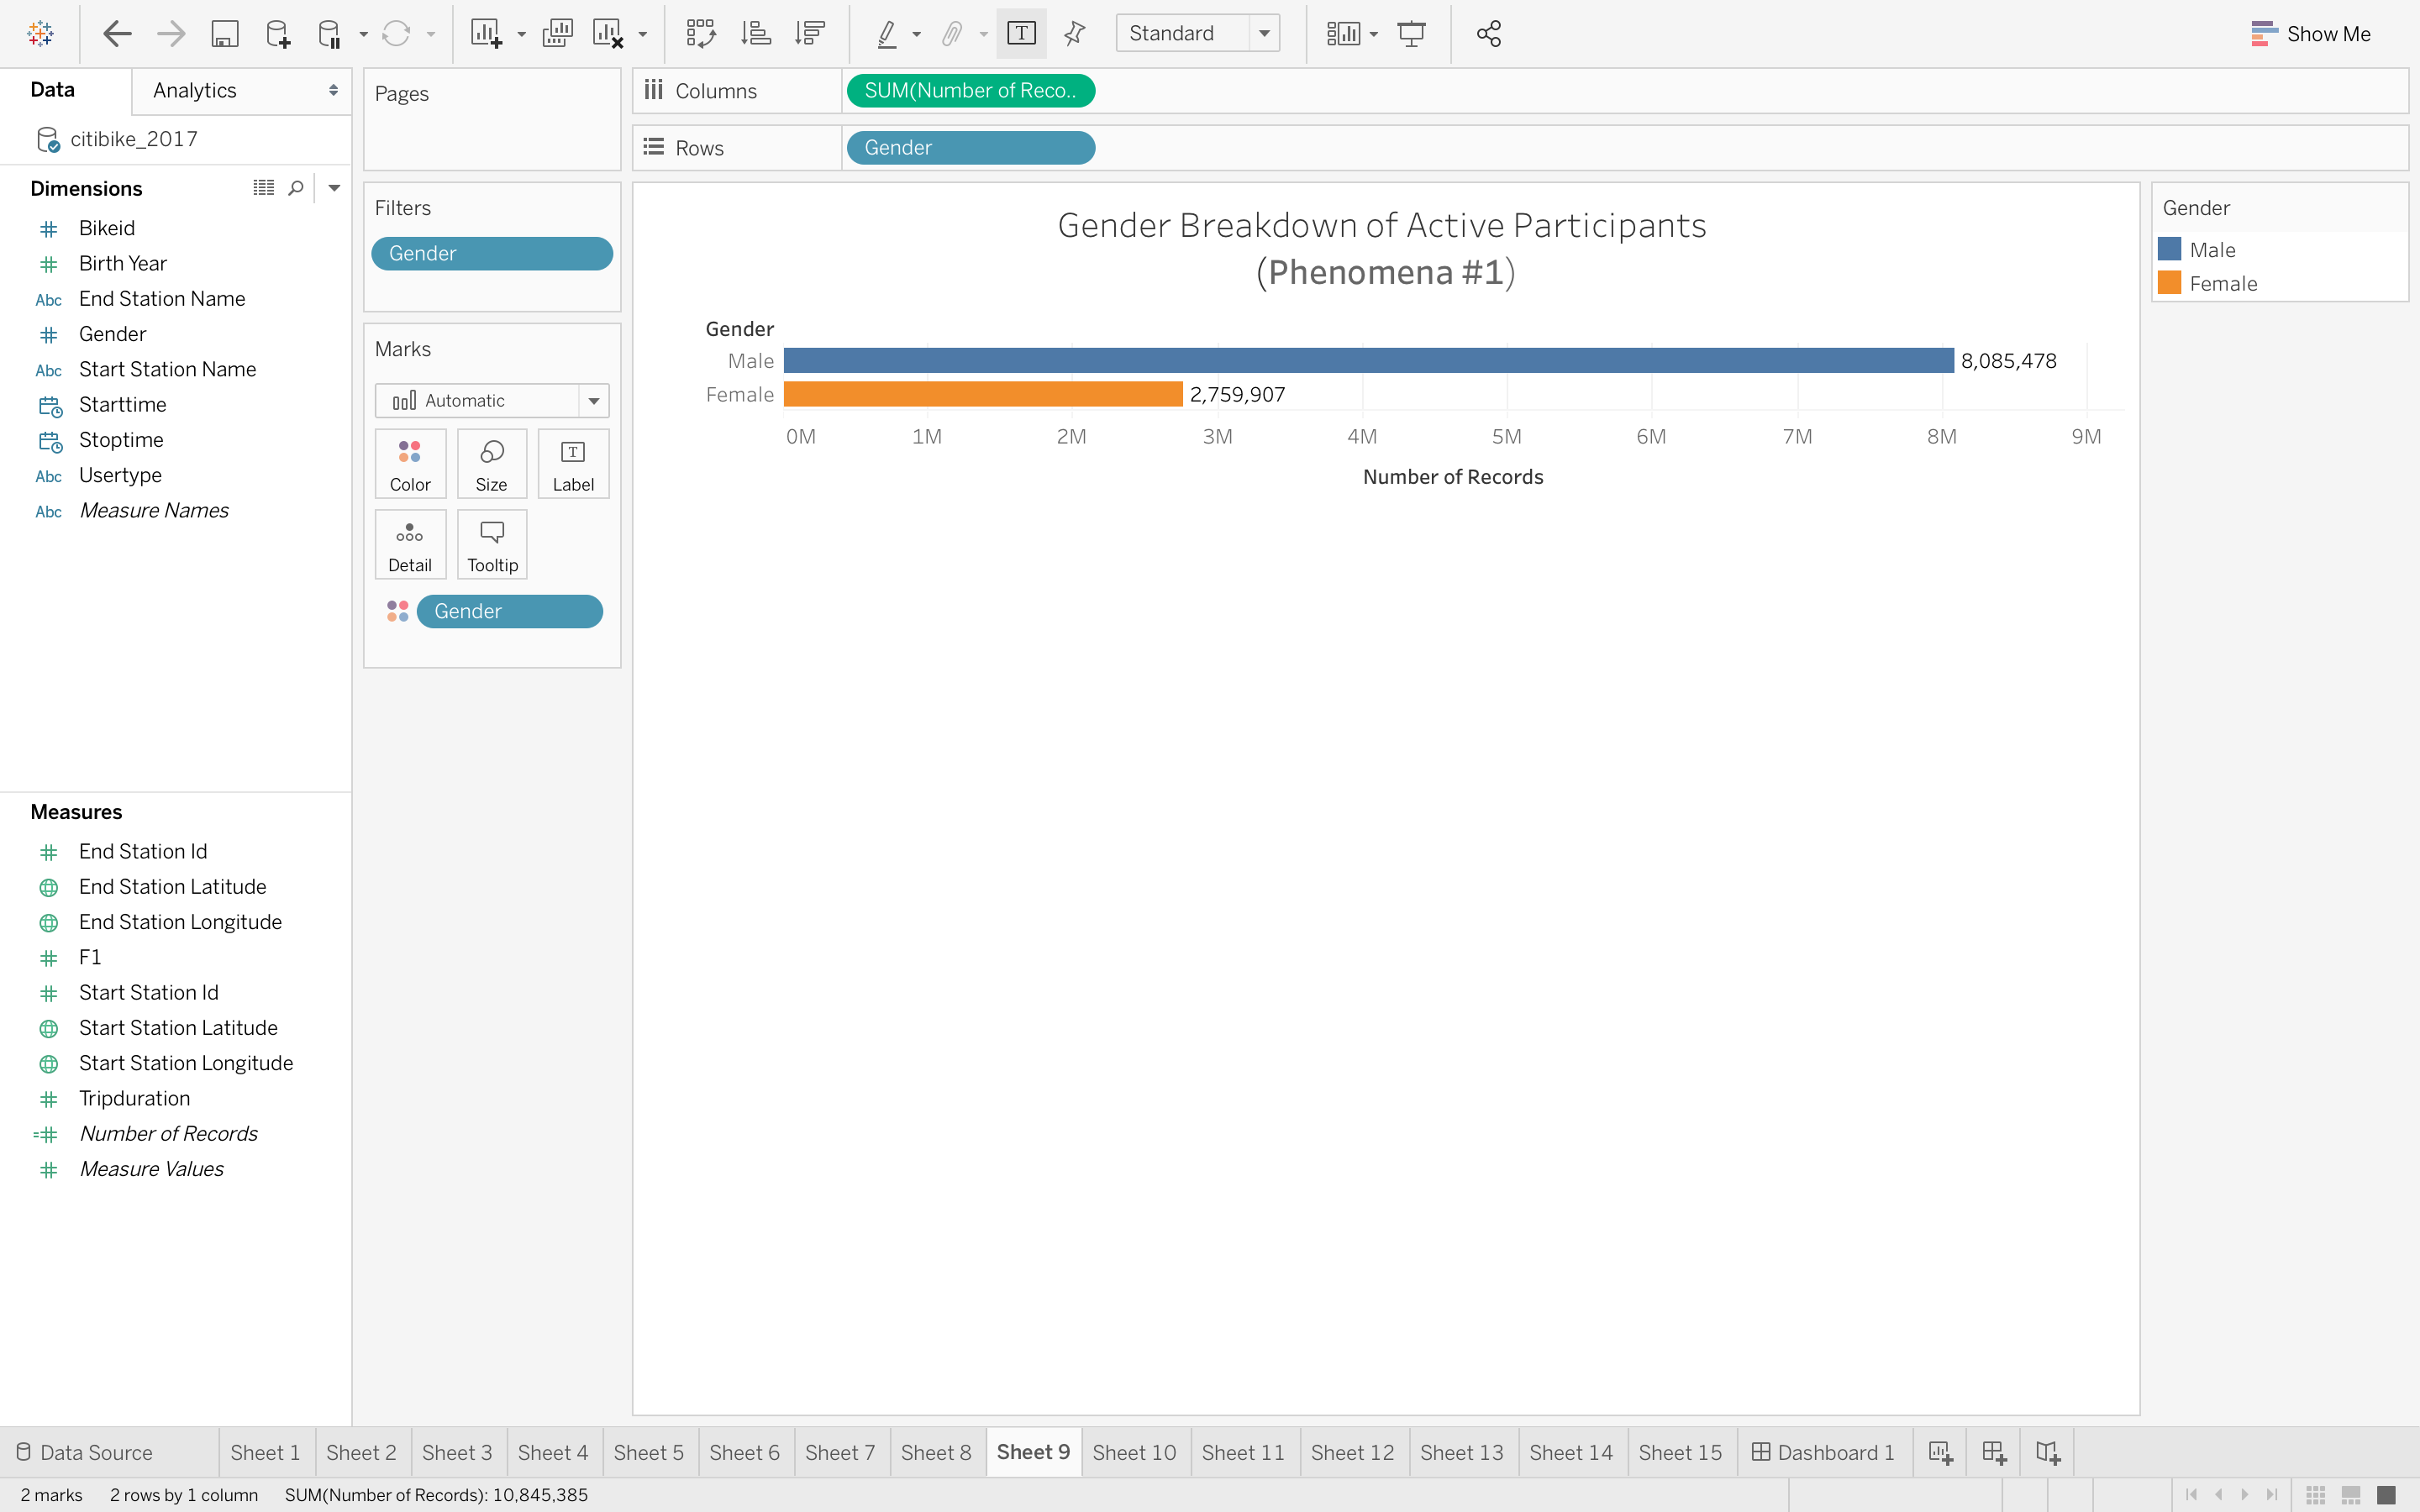 Standard
Show Me
Data
Analytics
citibike_2017
Dimensions
Bikeid
Birth Year
Abc End Station Name
Gender
Abc Start Station Name
Starttime
Stoptime
Abc Usertype
Abc Measure Names
Measures
End Station Id
End Station Latitude
End Station Longitude
F1
Start Station Id
Start Station Latitude
Start Station Longitude
Tripduration
=# Number of Records
Measure Values
Pages
Filters
Gender
Marks
Automatic
Color Size Label
Detail Tooltip
Gender
Columns SUM(Number of Reco..
Rows Gender
Gender Breakdown of Active Participants
(Phenomena #1)
Gender
Male 8,085,478
Female 2,759,907
0M 1M 2M 3M 4M 5M 6M 7M 8M 9M
Number of Records
Gender
Male
Female
Data Source Sheet 1 Sheet 2 Sheet 3 Sheet 4 Sheet 5 Sheet 6 Sheet 7 Sheet 8 Sheet 9 Sheet 10 Sheet 11 Sheet 12 Sheet 13 Sheet 14 Sheet 15 Dashboard 1
2 marks 2 rows by 1 column SUM(Number of Records): 10,845,385